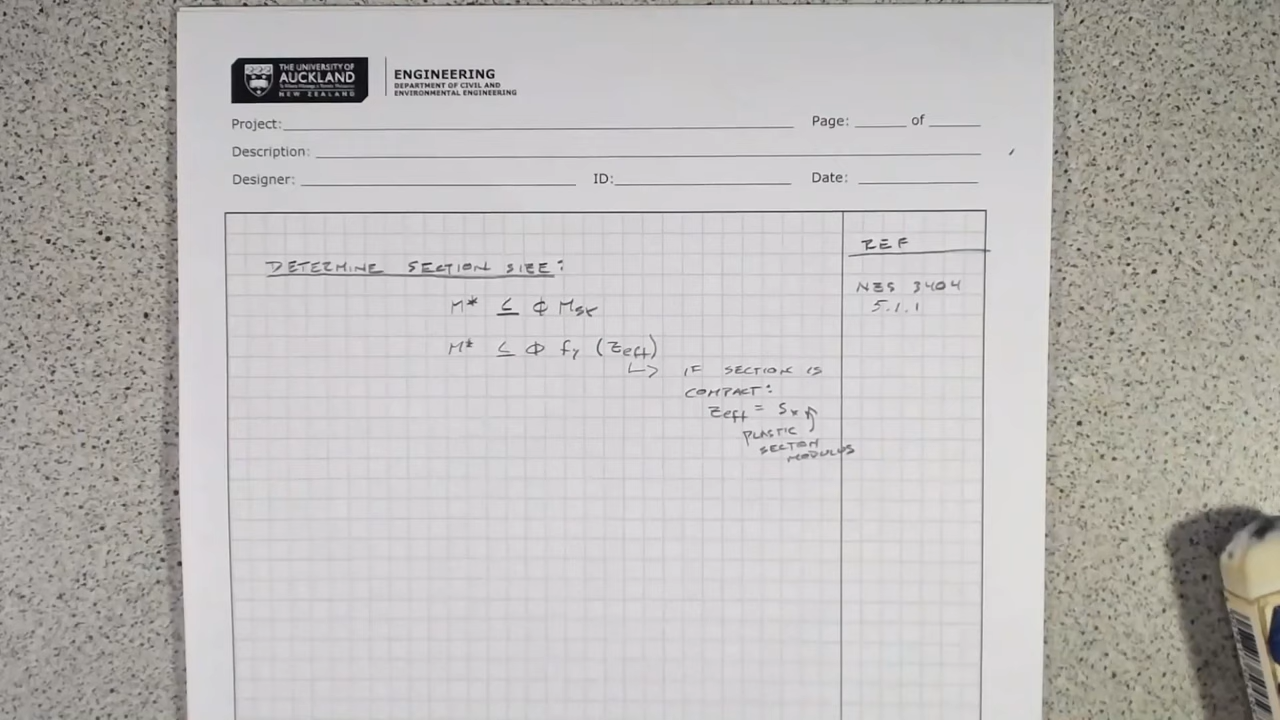 THE UNIVERSITY OF
AUCKLAND
NEW ZEALAND
ENGINEERING
DEPARTMENT OF CIVIL AND
ENVIRONMENTAL ENGINEERING
Project:
Page: of
Description:
Designer: ID: Date:
REF
DETERMINE SECTION SIZE:
NZS 3404
M* ≤ ϕ Msx
5.1.1
M* ≤ ϕ fy (Zeff)
↳ IF SECTION IS
COMPACT:
Zeff = Sx
PLASTIC
SECTION
MODULUS